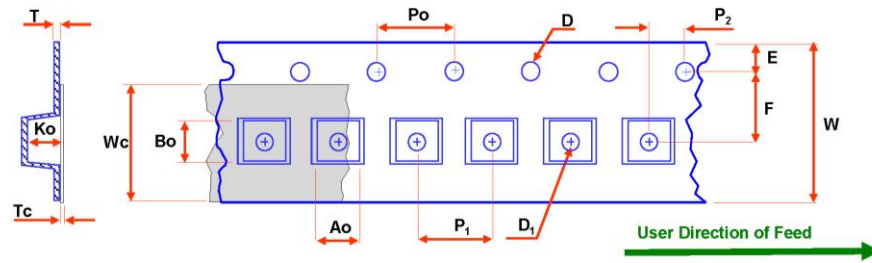 T
Po
D
P2
E
F
W
Ko
Wc
Bo
Tc
Ao
P1
D1
User Direction of Feed